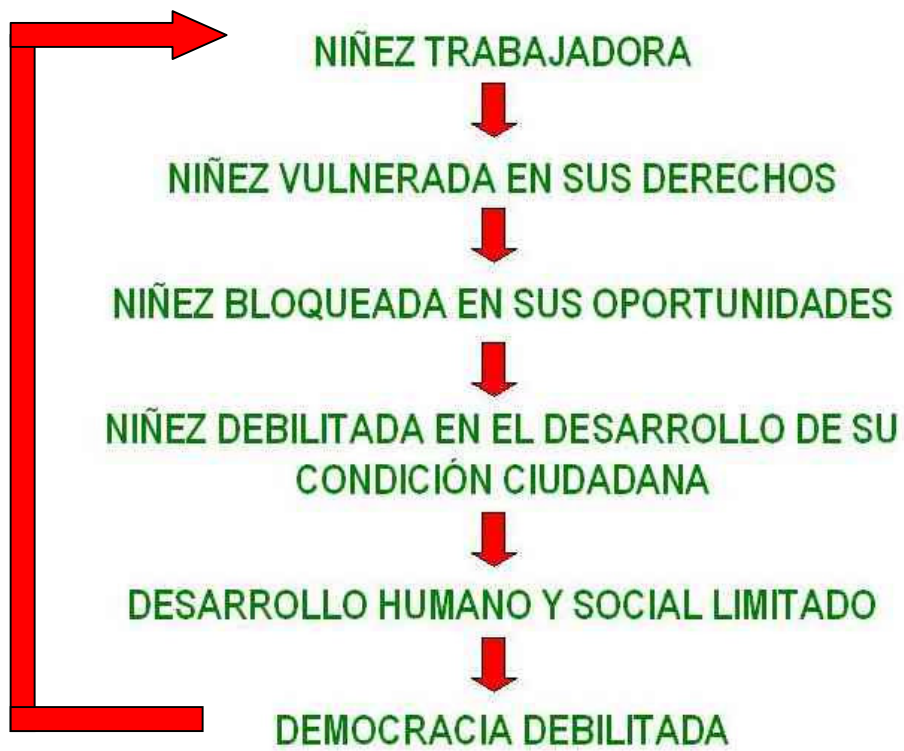 NIÑEZ TRABAJADORA
NIÑEZ VULNERADA EN SUS DERECHOS
NIÑEZ BLOQUEADA EN SUS OPORTUNIDADES
NIÑEZ DEBILITADA EN EL DESARROLLO DE SU
CONDICIÓN CIUDADANA
DESARROLLO HUMANO Y SOCIAL LIMITADO
DEMOCRACIA DEBILITADA